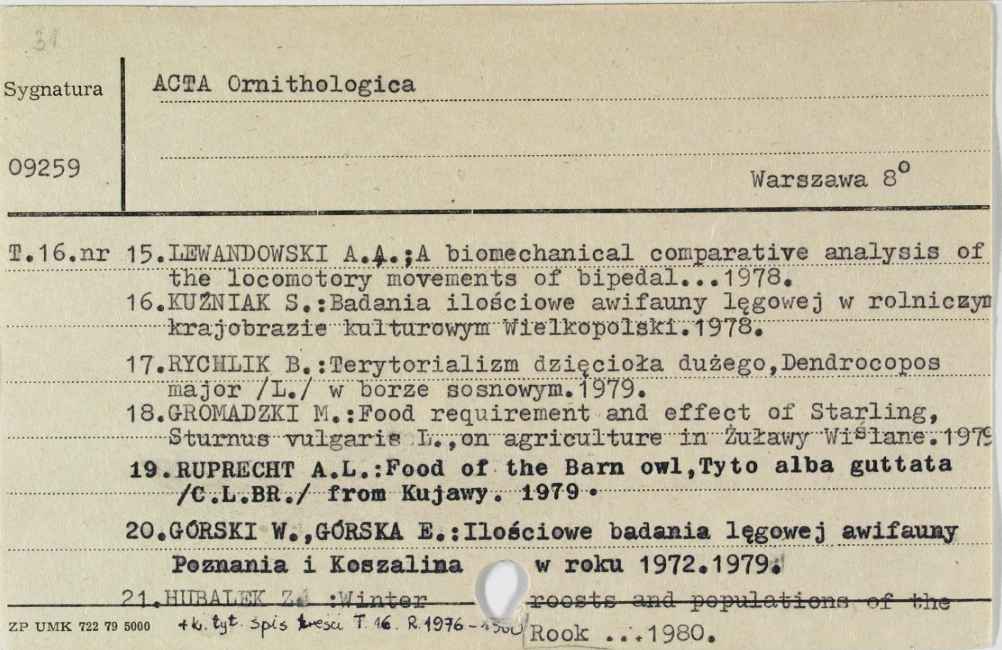 31
Sygnatura
ACTA Ornithologica
09259
Warszawa 8°
T.16.nr 15.LEWANDOWSKI A.A.;A biomechanical comparative analysis of
the locomotory movements of bipedal...1978.
16.KUŹNIAK S.:Badania ilościowe awifauny lęgowej w rolniczym
krajobrazie kulturowym Wielkopolski.1978.
17.RYCHLIK B.:Terytorializm dzięcioła dużego,Dendrocopos
major /L./ w borze sosnowym.1979.
18.GROMADZKI M.:Food requirement and effect of Starling,
Sturnus vulgaris L.,on agriculture in Żuławy Wiślane.1979
19.RUPRECHT A.L.:Food of the Barn owl,Tyto alba guttata
/C.L.BR./ from Kujawy. 1979.
20.GÓRSKI W.,GÓRSKA E.:Ilościowe badania lęgowej awifauny
Poznania i Koszalina w roku 1972.1979.
21.HUBALEK Z. :Winter roosts and populations of the
Rook ...1980.
ZP UMK 722 79 5000
+ k. tyt. spis treści T. 16. R. 1976-1980